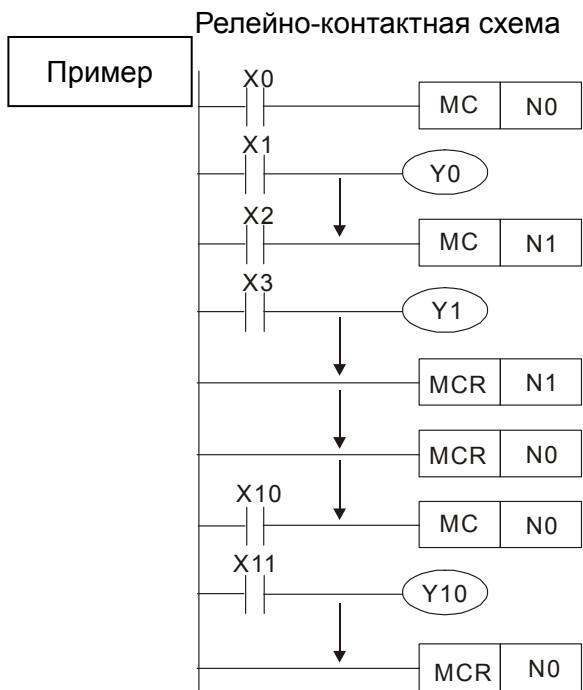 Релейно-контактная схема
Пример
X0
MC N0
X1
Y0
X2
MC N1
X3
Y1
MCR N1
MCR N0
X10
MC N0
X11
Y10
MCR N0